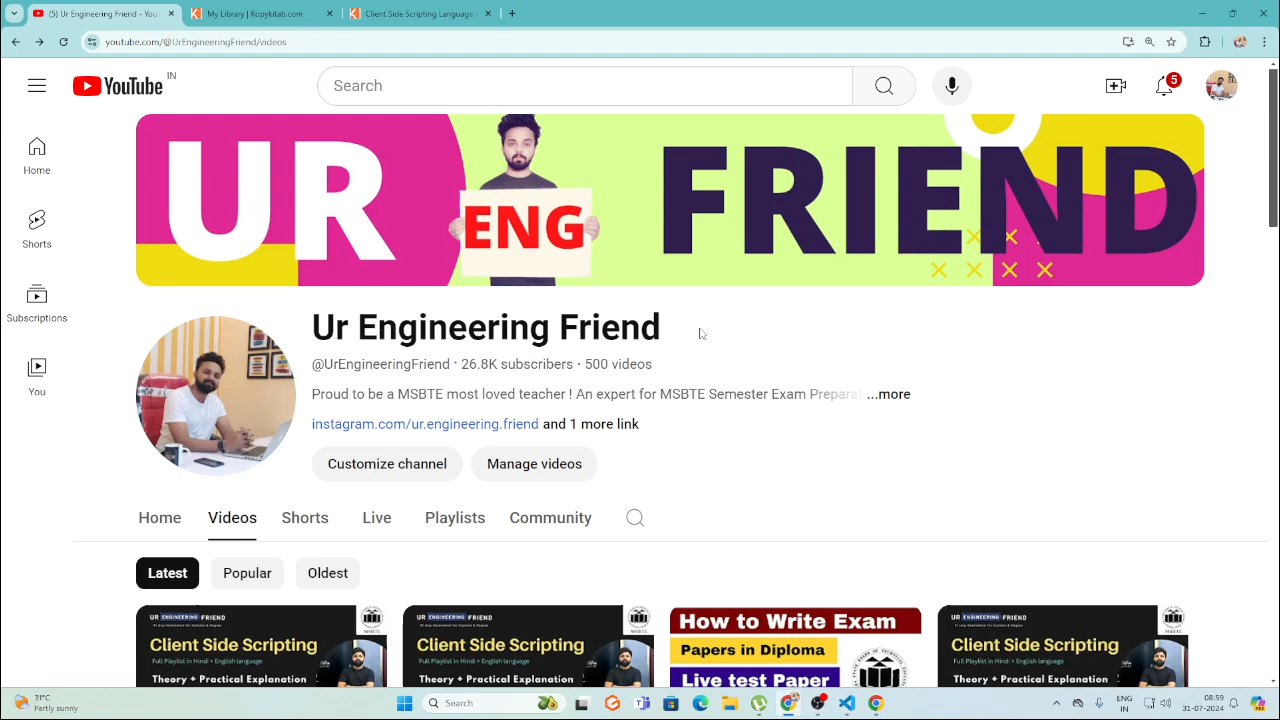 (5) Ur Engineering Friend - You
My Library | Kopykitab.com
Client Side Scripting Language
youtube.com/@UrEngineeringFriend/videos
YouTube IN
Search
5
Home
Shorts
Subscriptions
You
UR ENG FRIEND
Ur Engineering Friend
@UrEngineeringFriend · 26.8K subscribers · 500 videos
Proud to be a MSBTE most loved teacher ! An expert for MSBTE Semester Exam Preparat ...more
instagram.com/ur.engineering.friend and 1 more link
Customize channel Manage videos
Home Videos Shorts Live Playlists Community
Latest Popular Oldest
UR ENGINEERING FRIEND
Client Side Scripting
Full Playlist in Hindi + English language
Theory + Practical Explanation
UR ENGINEERING FRIEND
Client Side Scripting
Full Playlist in Hindi + English language
Theory + Practical Explanation
How to Write Exam
Papers in Diploma
Live test Paper
UR ENGINEERING FRIEND
Client Side Scripting
Full Playlist in Hindi + English language
Theory + Practical Explanation
31°C
Partly sunny
Search
ENG
IN
08:59
31-07-2024